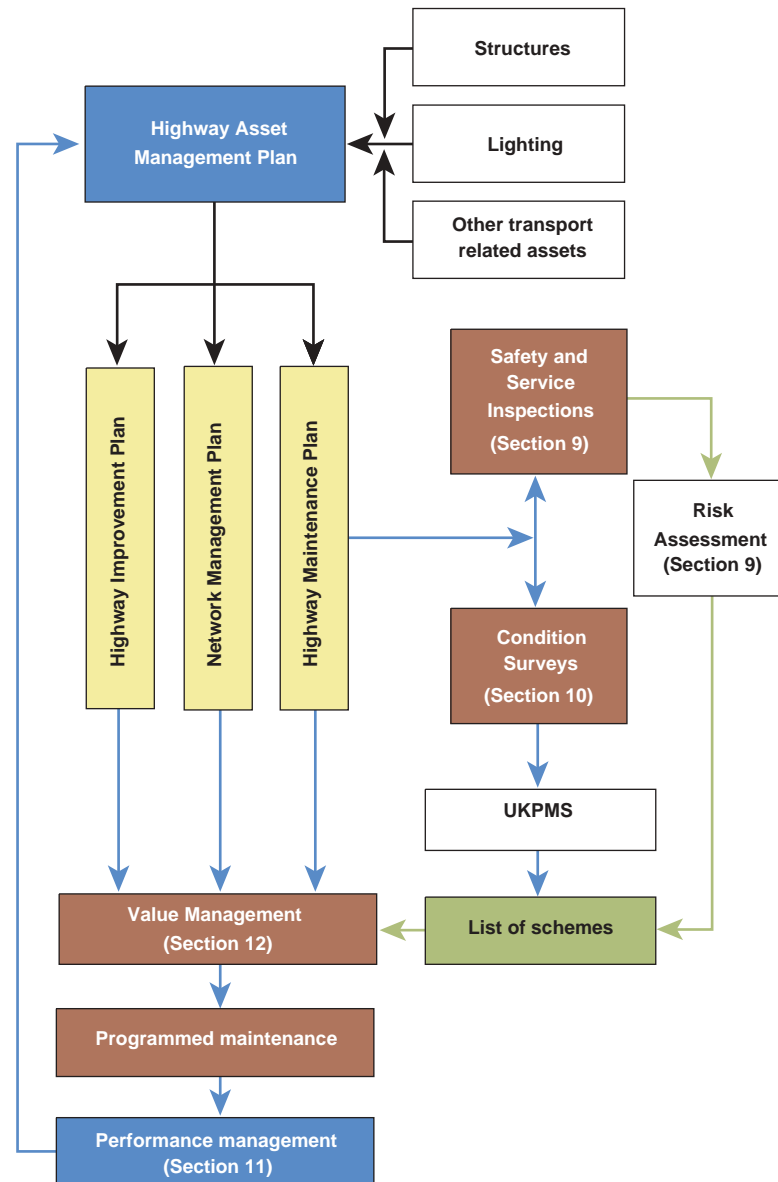 Structures
Highway Asset
Management Plan
Lighting
Other transport
related assets
Highway Improvement Plan
Network Management Plan
Highway Maintenance Plan
Safety and
Service
Inspections
(Section 9)
Risk
Assessment
(Section 9)
Condition
Surveys
(Section 10)
UKPMS
Value Management
(Section 12)
List of schemes
Programmed maintenance
Performance management
(Section 11)